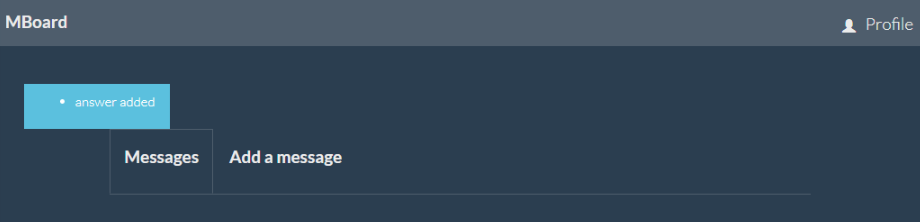 MBoard
Profile
answer added
Messages
Add a message